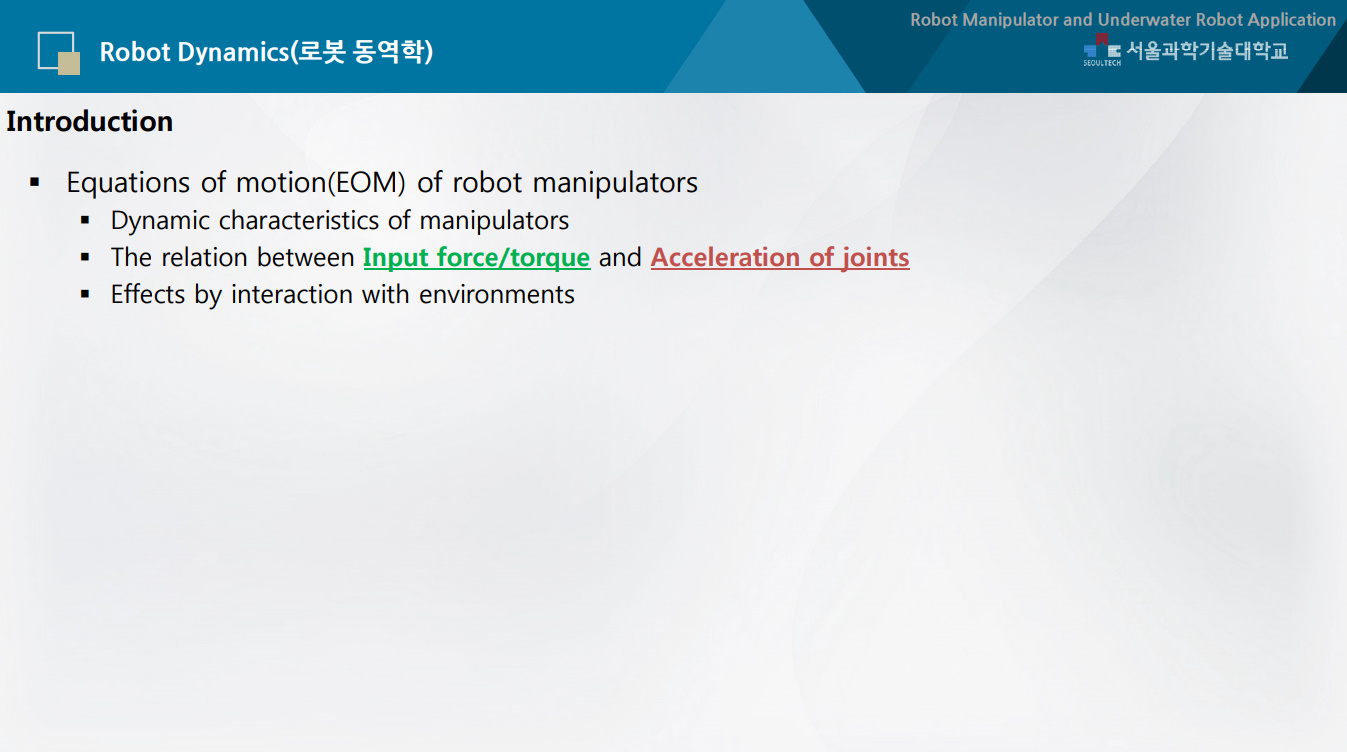 Robot Manipulator and Underwater Robot Application
Robot Dynamics(로봇 동역학)
SEOULTECH 서울과학기술대학교
Introduction
▪ Equations of motion(EOM) of robot manipulators
▪ Dynamic characteristics of manipulators
▪ The relation between Input force/torque and Acceleration of joints
▪ Effects by interaction with environments